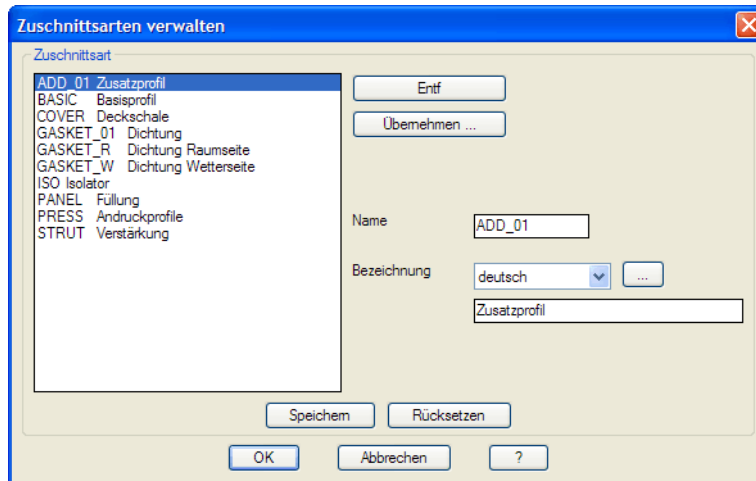 Zuschnittsarten verwalten
Zuschnittsart
ADD_01 Zusatzprofil
BASIC Basisprofil
COVER Deckschale
GASKET_01 Dichtung
GASKET_R Dichtung Raumseite
GASKET_W Dichtung Wetterseite
ISO Isolator
PANEL Füllung
PRESS Andruckprofile
STRUT Verstärkung
Entf
Übernehmen ...
Name
ADD_01
Bezeichnung
deutsch
...
Zusatzprofil
Speichern
Rücksetzen
OK
Abbrechen
?